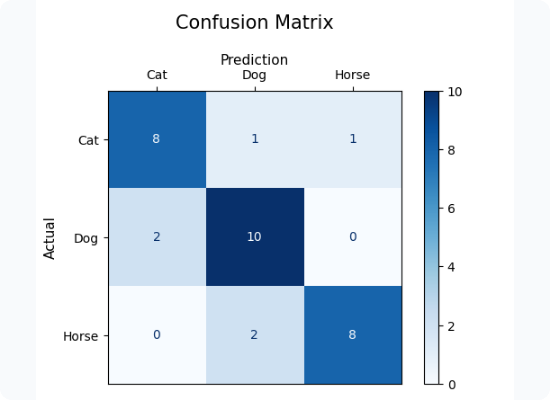 Confusion Matrix
Prediction
Cat Dog Horse
Cat 8 1 1
Dog 2 10 0
Horse 0 2 8
Actual
10
8
6
4
2
0